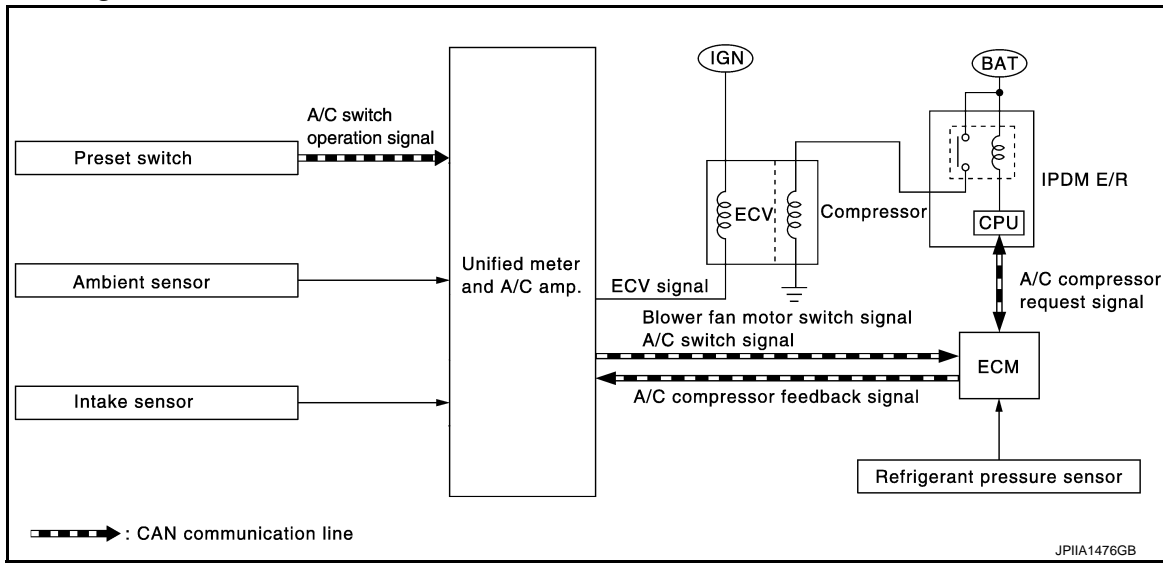 A/C switch
operation signal
Preset switch
Ambient sensor
Intake sensor
Unified meter
and A/C amp.
IGN
BAT
ECV
Compressor
IPDM E/R
CPU
ECV signal
A/C compressor
request signal
Blower fan motor switch signal
A/C switch signal
ECM
A/C compressor feedback signal
Refrigerant pressure sensor
: CAN communication line
JPIIA1476GB